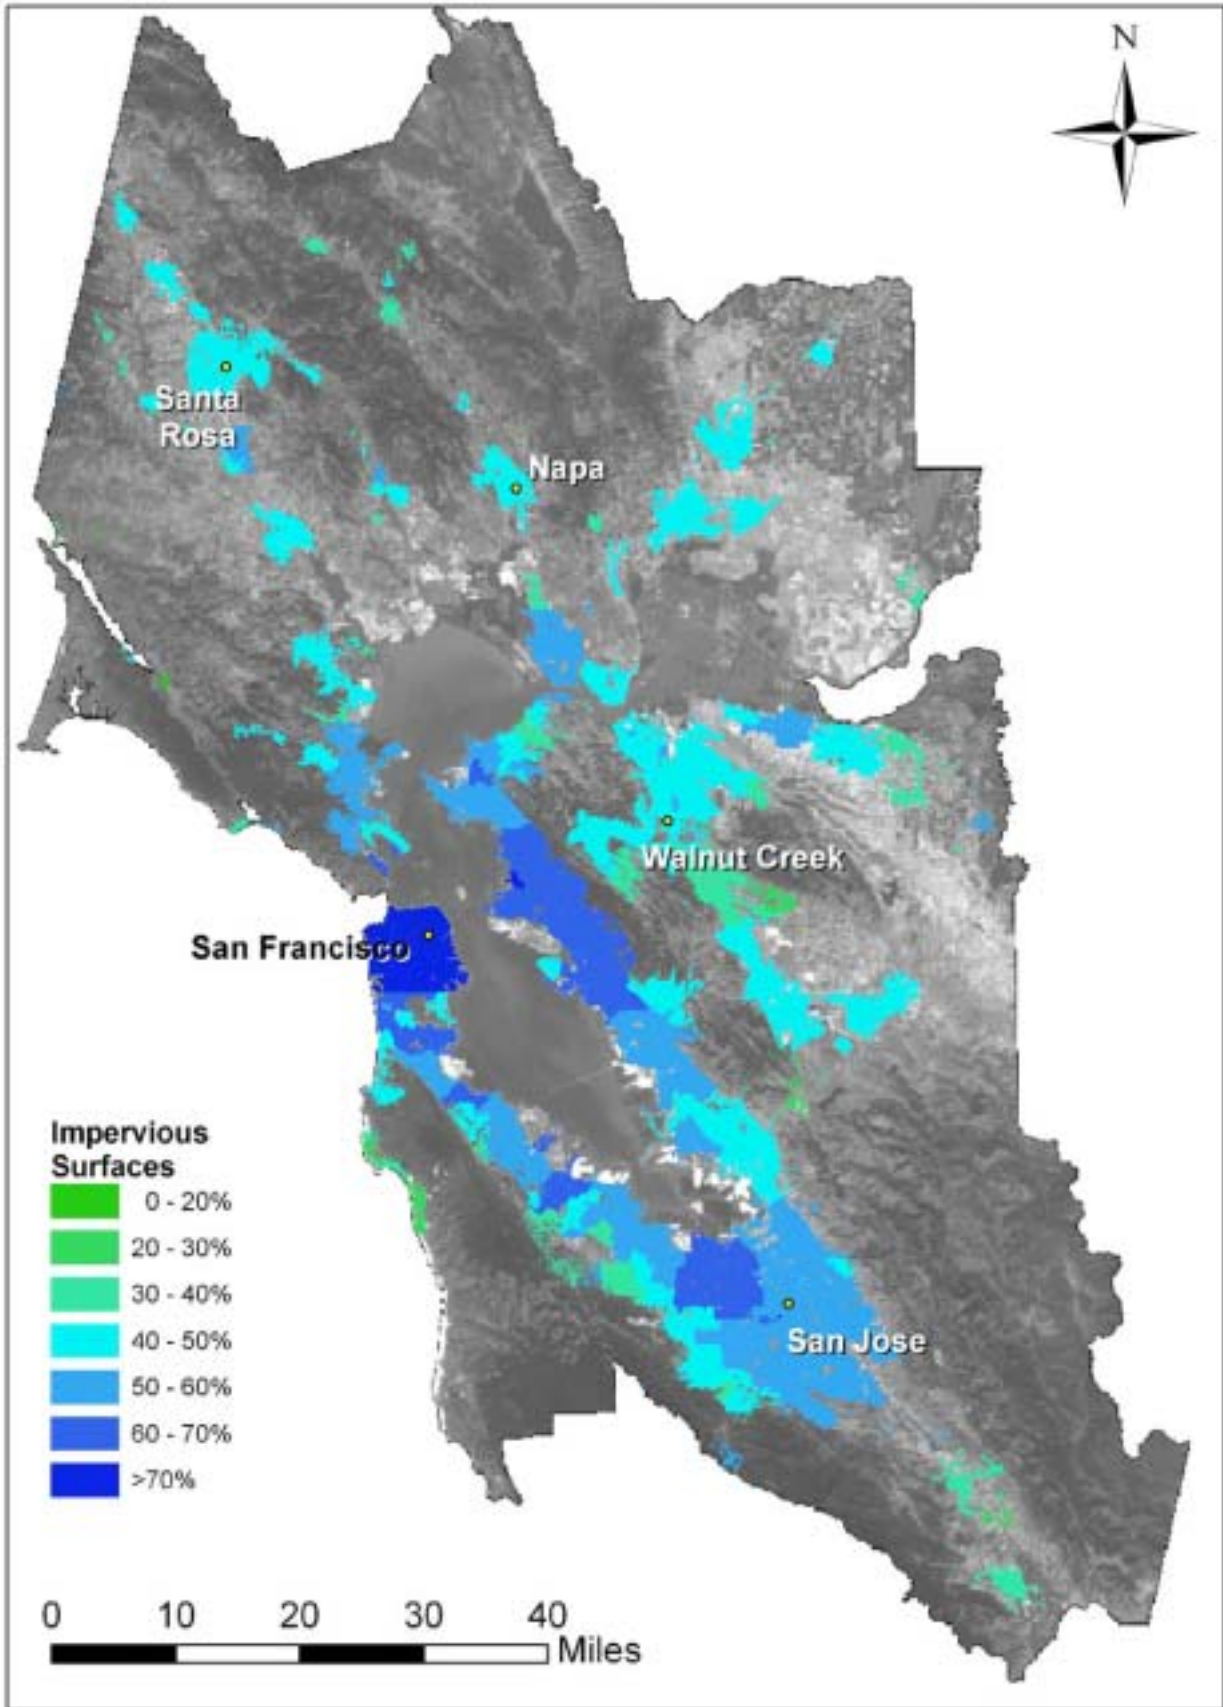 N
Santa
Rosa
Napa
Walnut Creek
San Francisco
Impervious
Surfaces
0 - 20%
20 - 30%
30 - 40%
40 - 50%
50 - 60%
60 - 70%
>70%
San Jose
0 10 20 30 40
Miles